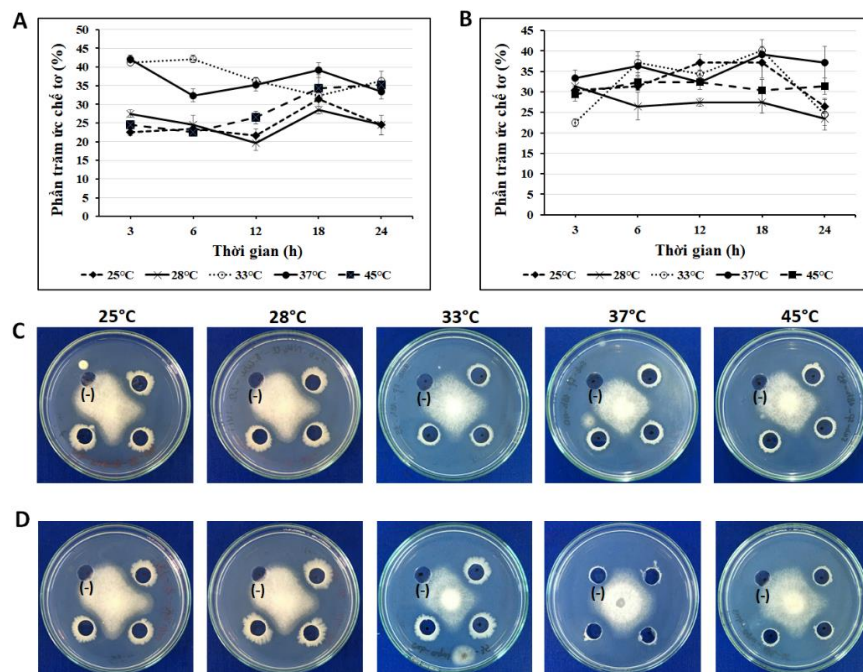 A
Phần trăm ức chế tơ (%)
50
45
40
35
30
25
20
15
10
5
0
3 6 12 18 24
Thời gian (h)
25°C 28°C 33°C 37°C 45°C
B
Phần trăm ức chế tơ (%)
45
40
35
30
25
20
15
10
5
0
3 6 12 18 24
Thời gian (h)
25°C 28°C 33°C 37°C 45°C
C
25°C 28°C 33°C 37°C 45°C
(-) (-) (-) (-) (-)
D
(-) (-) (-) (-) (-)